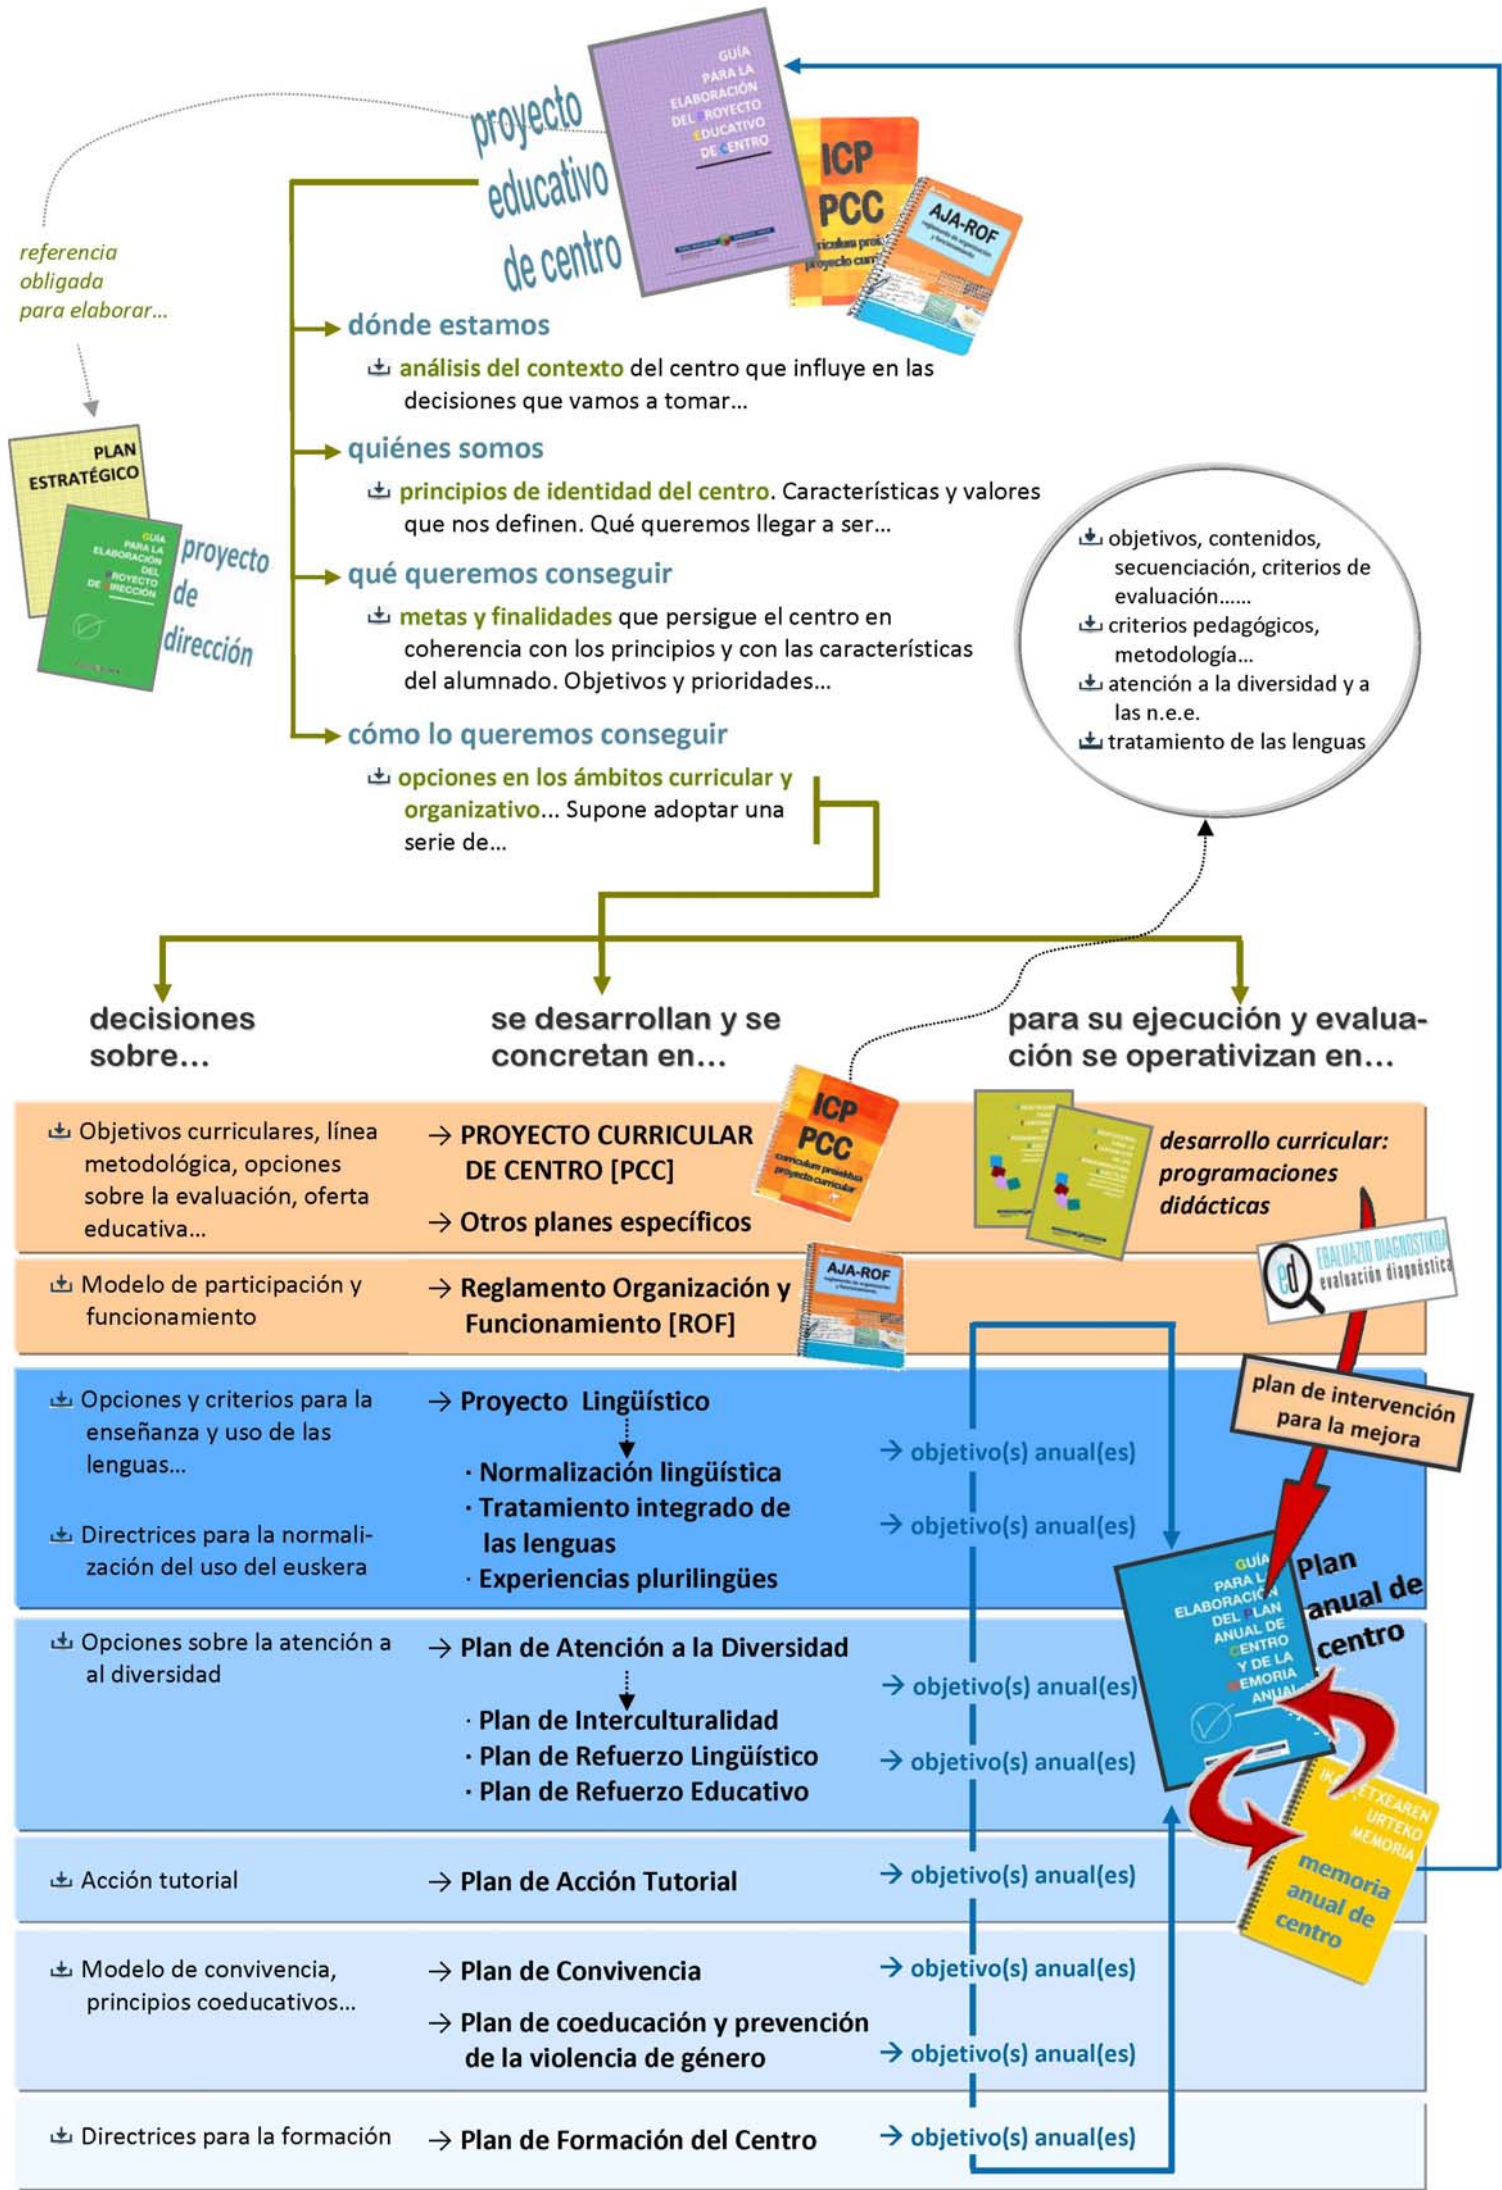 GUÍA
PARA LA
ELABORACIÓN
DEL PROYECTO
EDUCATIVO
DE CENTRO
proyecto
educativo
de centro
ICP
PCC
AJA-ROF
reglamento de organización
y funcionamiento
referencia
obligada
para elaborar...
dónde estamos
análisis del contexto del centro que influye en las
decisiones que vamos a tomar...
PLAN
ESTRATÉGICO
GUÍA
PARA LA
ELABORACIÓN
DEL
PROYECTO
DE DIRECCIÓN
proyecto
de
dirección
quiénes somos
principios de identidad del centro. Características y valores
que nos definen. Qué queremos llegar a ser...
qué queremos conseguir
metas y finalidades que persigue el centro en
coherencia con los principios y con las características
del alumnado. Objetivos y prioridades...
cómo lo queremos conseguir
opciones en los ámbitos curricular y
organizativo... Supone adoptar una
serie de...
objetivos, contenidos,
secuenciación, criterios de
evaluación......
criterios pedagógicos,
metodología...
atención a la diversidad y a
las n.e.e.
tratamiento de las lenguas
decisiones
sobre...
se desarrollan y se
concretan en...
para su ejecución y evalua-
ción se operativizan en...
Objetivos curriculares, línea
metodológica, opciones
sobre la evaluación, oferta
educativa...
→ PROYECTO CURRICULAR
DE CENTRO [PCC]
→ Otros planes específicos
ICP
PCC
curriculum proiektua
proyecto curricular
desarrollo curricular:
programaciones
didácticas
ed
EBALUAZIO DIAGNOSTIKOA
evaluación diagnóstica
Modelo de participación y
funcionamiento
→ Reglamento Organización y
Funcionamiento [ROF]
AJA-ROF
reglamento de organización
y funcionamiento
plan de intervención
para la mejora
Opciones y criterios para la
enseñanza y uso de las
lenguas...
Directrices para la normali-
zación del uso del euskera
→ Proyecto Lingüístico
· Normalización lingüística
· Tratamiento integrado de
las lenguas
· Experiencias plurilingües
→ objetivo(s) anual(es)
→ objetivo(s) anual(es)
GUÍA
PARA LA
ELABORACIÓN
DEL PLAN
ANUAL DE
CENTRO
Y DE LA
MEMORIA
ANUAL
Plan
anual de
centro
Opciones sobre la atención a
al diversidad
→ Plan de Atención a la Diversidad
· Plan de Interculturalidad
· Plan de Refuerzo Lingüístico
· Plan de Refuerzo Educativo
→ objetivo(s) anual(es)
→ objetivo(s) anual(es)
URTEKO
MEMORIA
memoria
anual de
centro
Acción tutorial
→ Plan de Acción Tutorial
→ objetivo(s) anual(es)
Modelo de convivencia,
principios coeducativos...
→ Plan de Convivencia
→ objetivo(s) anual(es)
→ Plan de coeducación y prevención
de la violencia de género
→ objetivo(s) anual(es)
Directrices para la formación
→ Plan de Formación del Centro
→ objetivo(s) anual(es)